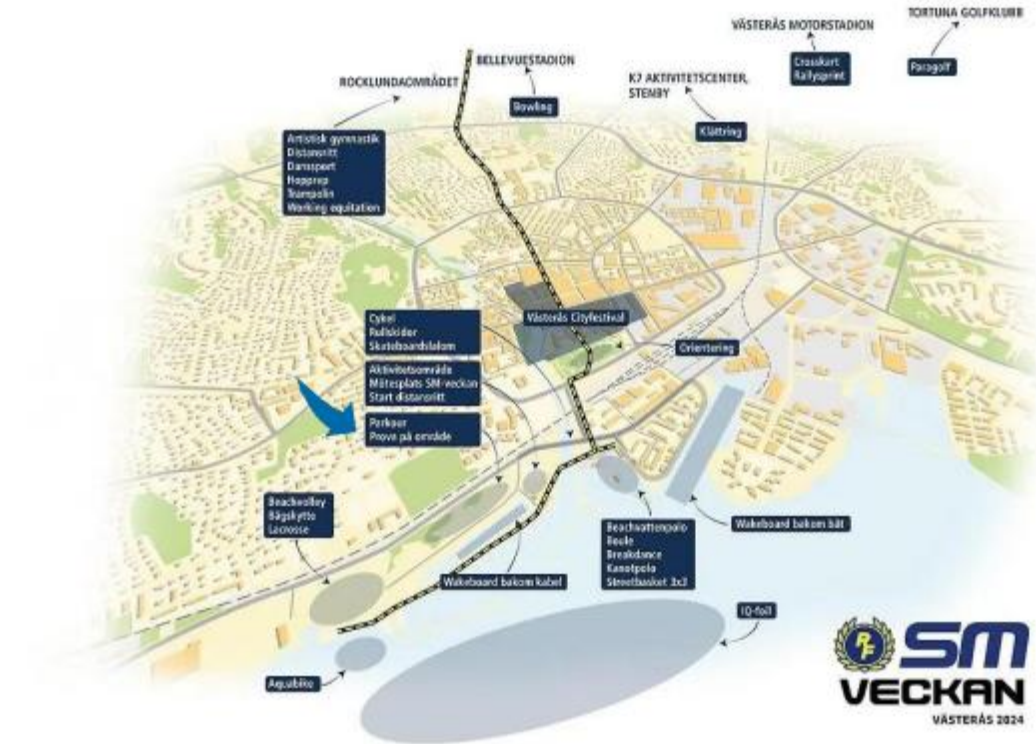 TORTUNA GOLFKLUBB
VÄSTERÅS MOTORSTADION
Crosskart
Rallysprint
Paragolf
BELLEVUESTADION
ROCKLUNDAOMRÅDET
K7 AKTIVITETSCENTER,
STENBY
Bowling
Klättring
Artistisk gymnastik
Distansritt
Danssport
Hopprep
Trampolin
Working equitation
Cykel
Rullskidor
Skateboardslalom
Västerås Cityfestival
Orientering
Aktivitetsområde
Mötesplats SM-veckan
Start distansritt
Parkour
Prova på område
Beachvolley
Bågskytte
Lacrosse
Beachvattenpolo
Boule
Breakdance
Kanotpolo
Streetbasket 3x3
Wakeboard bakom båt
Wakeboard bakom kabel
IQ-foil
Aquabike
RF SM
VECKAN
VÄSTERÅS 2024